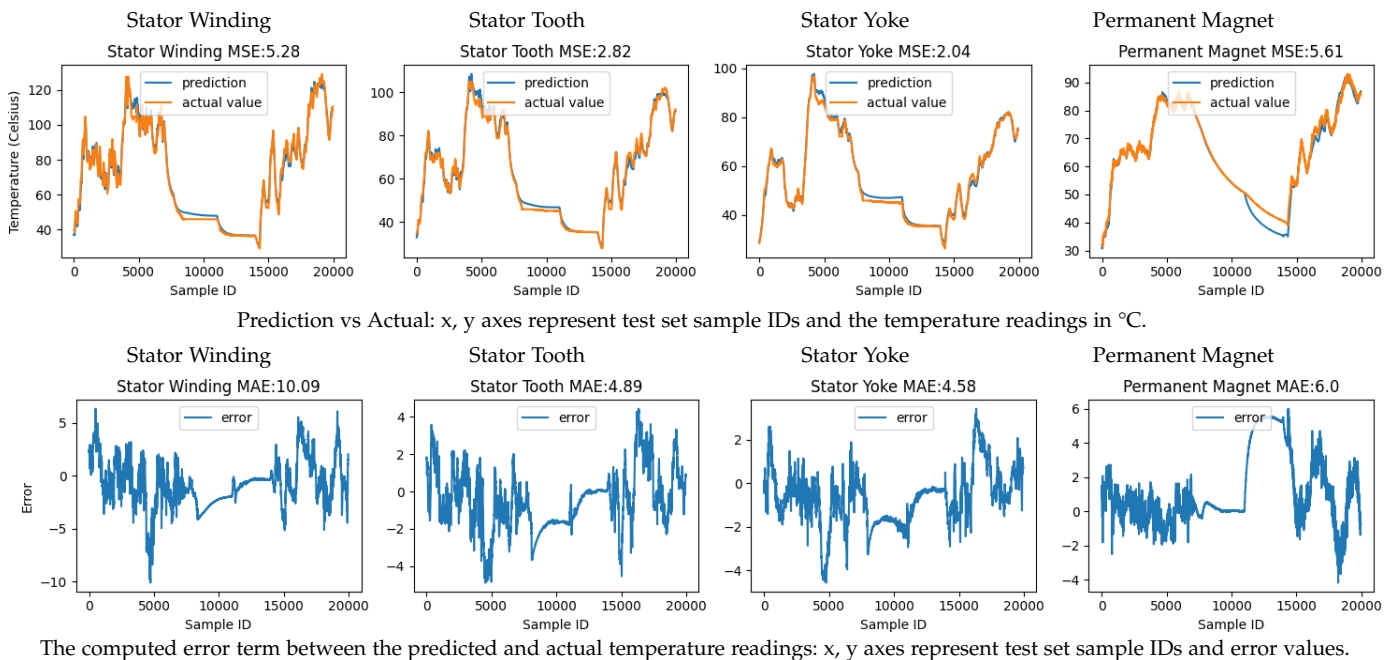 Stator Winding Stator Tooth Stator Yoke Permanent Magnet
Stator Winding MSE:5.28 Stator Tooth MSE:2.82 Stator Yoke MSE:2.04 Permanent Magnet MSE:5.61
prediction
actual value
prediction
actual value
prediction
actual value
prediction
actual value
Temperature (Celsius)
120
100
80
60
40
100
80
60
40
100
80
60
40
90
80
70
60
50
40
30
0 5000 10000 15000 20000 0 5000 10000 15000 20000 0 5000 10000 15000 20000 0 5000 10000 15000 20000
Sample ID Sample ID Sample ID Sample ID
Prediction vs Actual: x, y axes represent test set sample IDs and the temperature readings in °C.
Stator Winding Stator Tooth Stator Yoke Permanent Magnet
Stator Winding MAE:10.09 Stator Tooth MAE:4.89 Stator Yoke MAE:4.58 Permanent Magnet MAE:6.0
error error error error
Error
5
0
−5
−10
4
2
0
−2
−4
2
0
−2
−4
6
4
2
0
−2
−4
0 5000 10000 15000 20000 0 5000 10000 15000 20000 0 5000 10000 15000 20000 0 5000 10000 15000 20000
Sample ID Sample ID Sample ID Sample ID
The computed error term between the predicted and actual temperature readings: x, y axes represent test set sample IDs and error values.